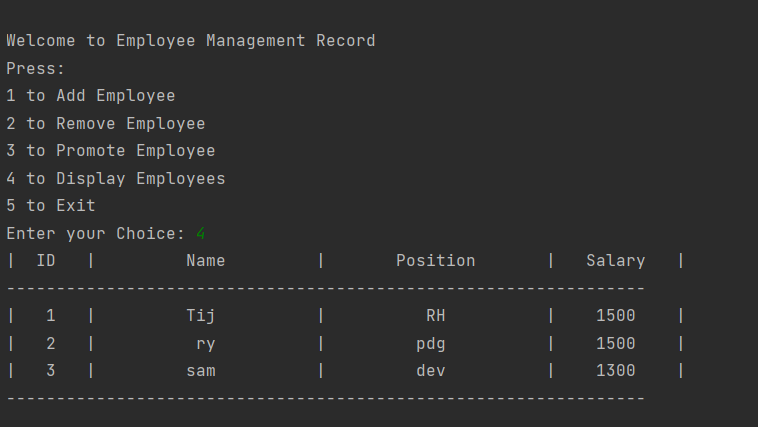 Welcome to Employee Management Record
Press:
1 to Add Employee
2 to Remove Employee
3 to Promote Employee
4 to Display Employees
5 to Exit
Enter your Choice: 4
|  ID   |         Name         |       Position       |   Salary   |
----------------------------------------------------------------
|   1   |         Tij          |          RH          |    1500    |
|   2   |          ry          |         pdg          |    1500    |
|   3   |         sam          |         dev          |    1300    |
----------------------------------------------------------------